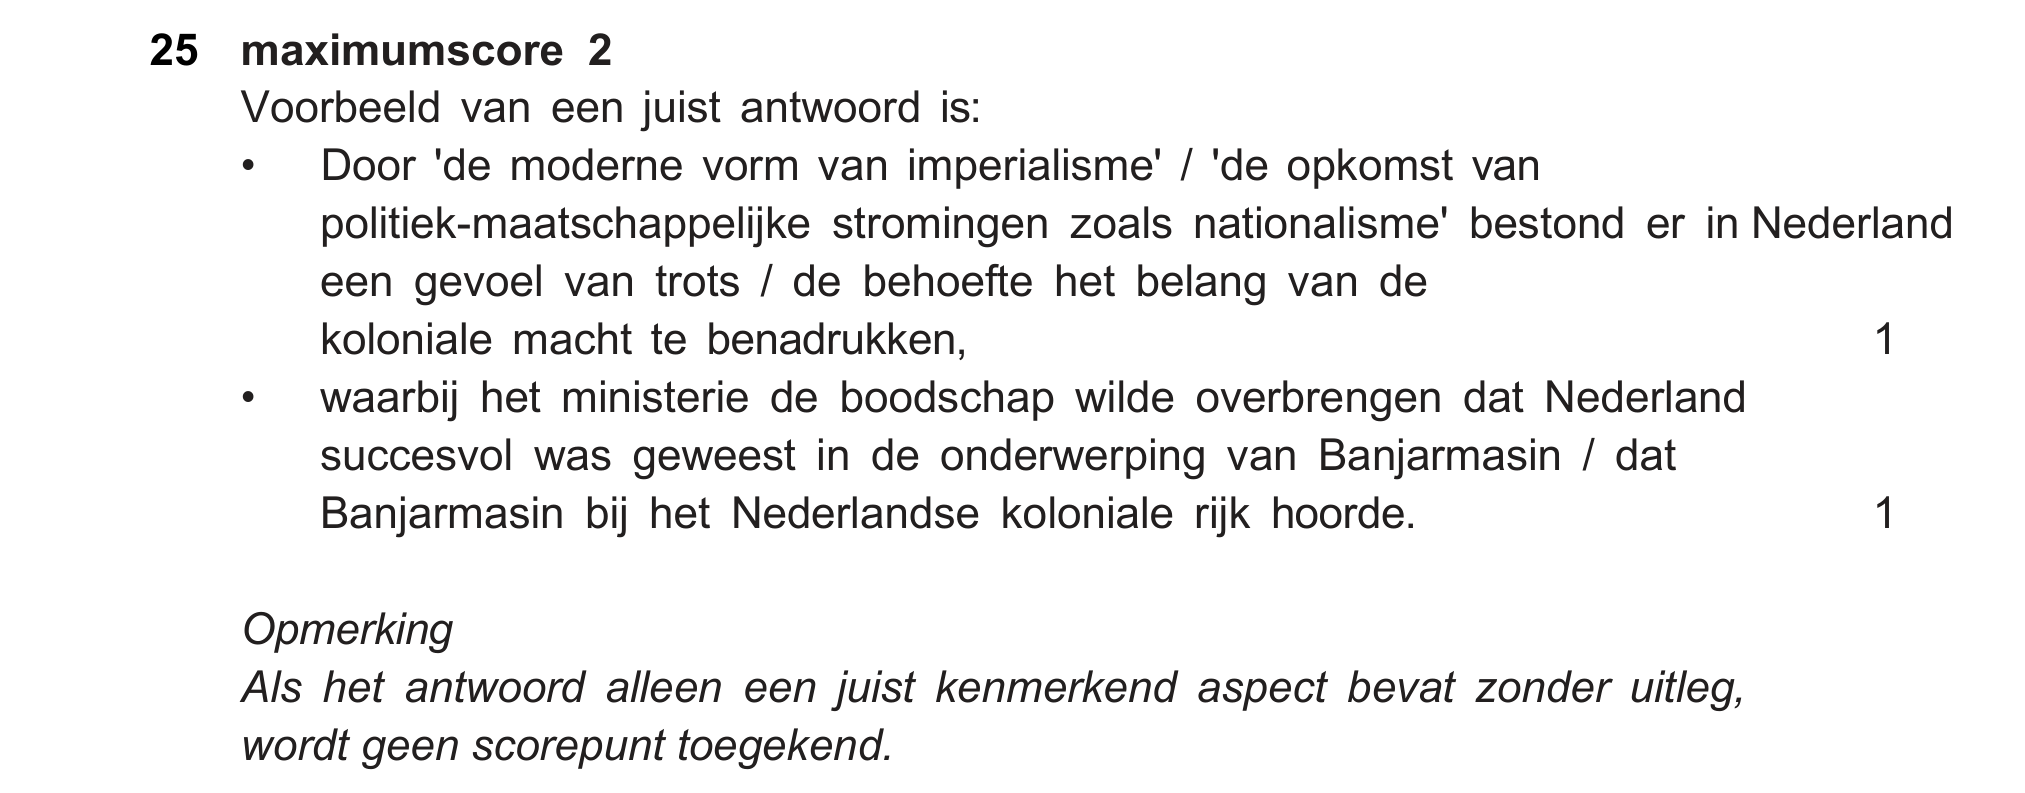 25 maximumscore 2
Voorbeeld van een juist antwoord is:
• Door 'de moderne vorm van imperialisme' / 'de opkomst van
politiek-maatschappelijke stromingen zoals nationalisme' bestond er in Nederland
een gevoel van trots / de behoefte het belang van de
koloniale macht te benadrukken, 1
• waarbij het ministerie de boodschap wilde overbrengen dat Nederland
succesvol was geweest in de onderwerping van Banjarmasin / dat
Banjarmasin bij het Nederlandse koloniale rijk hoorde. 1
Opmerking
Als het antwoord alleen een juist kenmerkend aspect bevat zonder uitleg,
wordt geen scorepunt toegekend.